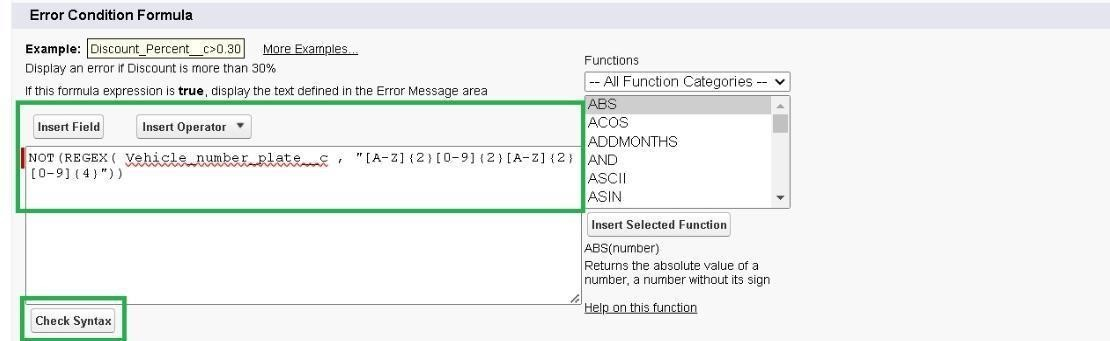 Error Condition Formula
Example: Discount_Percent__c>0.30 More Examples...
Display an error if Discount is more than 30%
If this formula expression is true, display the text defined in the Error Message area
Insert Field Insert Operator
NOT(REGEX( Vehicle_number_plate__c , "[A-Z]{2}[0-9]{2}[A-Z]{2}
[0-9]{4}"))
Check Syntax
Functions
-- All Function Categories --
ABS
ACOS
ADDMONTHS
AND
ASCII
ASIN
Insert Selected Function
ABS(number)
Returns the absolute value of a
number, a number without its sign
Help on this function